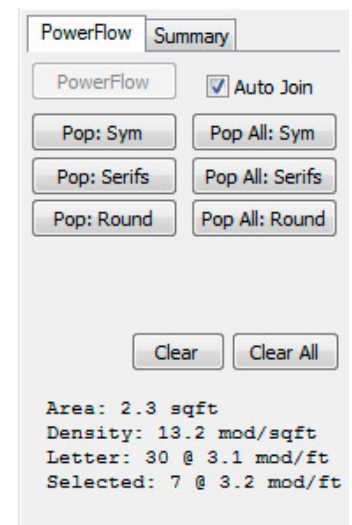 PowerFlow Summary
PowerFlow Auto Join
Pop: Sym Pop All: Sym
Pop: Serifs Pop All: Serifs
Pop: Round Pop All: Round
Clear Clear All
Area: 2.3 sqft
Density: 13.2 mod/sqft
Letter: 30 @ 3.1 mod/ft
Selected: 7 @ 3.2 mod/ft